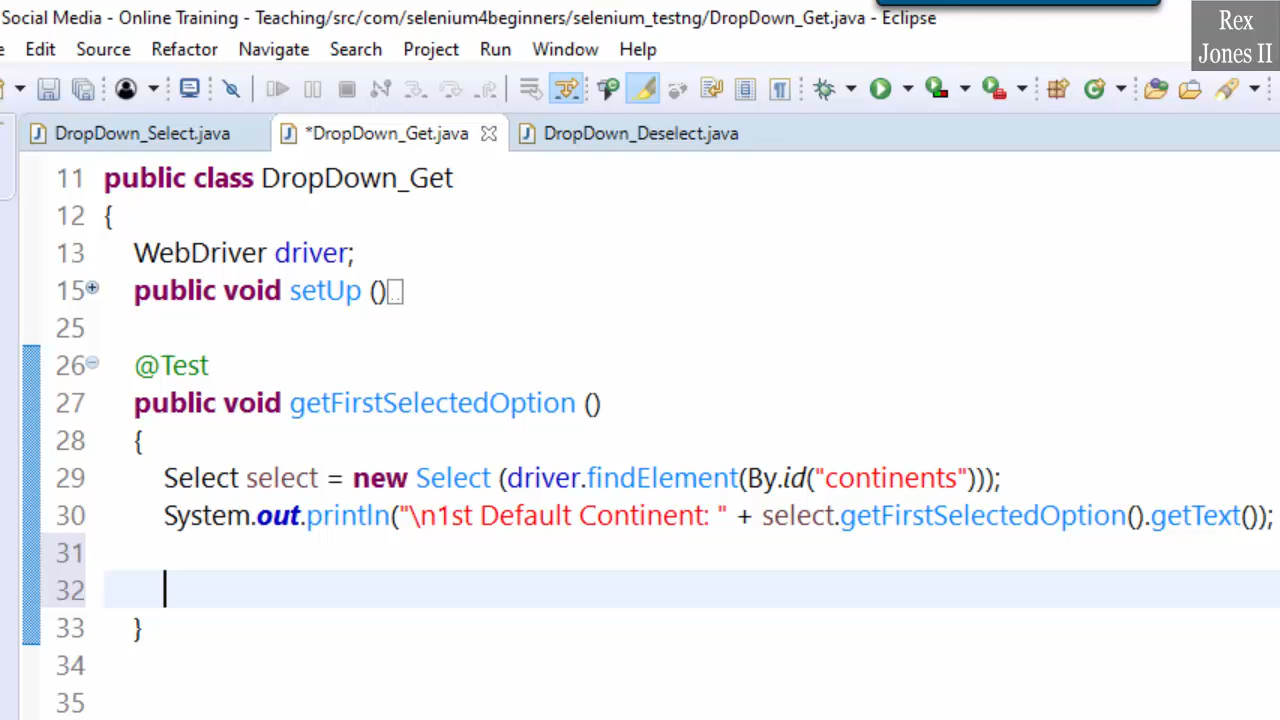 Social Media - Online Training - Teaching/src/com/selenium4beginners/selenium_testng/DropDown_Get.java - Eclipse
Rex
Jones II
Edit Source Refactor Navigate Search Run Window Help
DropDown_Select.java *DropDown_Get.java DropDown_Deselect.java
11 public class DropDown_Get
12 {
13 WebDriver driver;
15 public void setUp ()
25
26 @Test
27 public void getFirstSelectedOption ()
28 {
29 Select select = new Select (driver.findElement(By.id("continents")));
30 System.out.println("\n1st Default Continent: " + select.getFirstSelectedOption().getText());
31
32
33 }
34
35